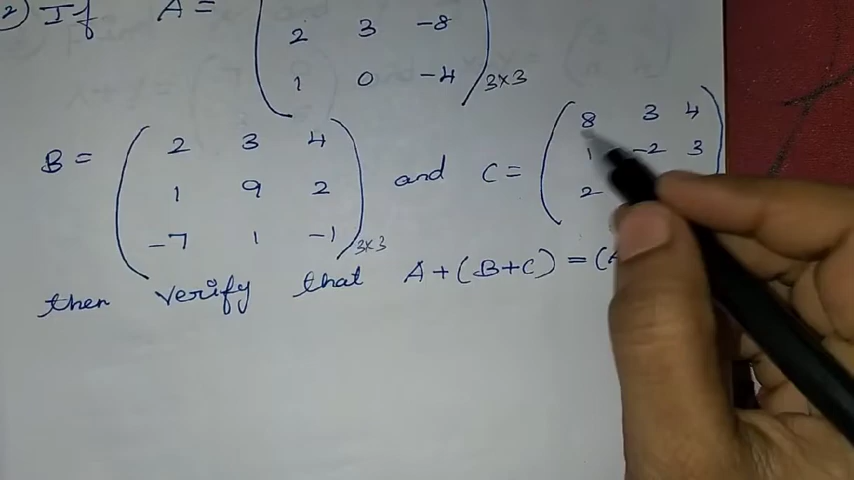 2) If A =
2 3 -8
1 0 -4 3×3
B = 2 3 4
1 9 2
-7 1 -1 3×3
and C = 8 3 4
1 -2 3
2
then verify that A+(B+C) = (A